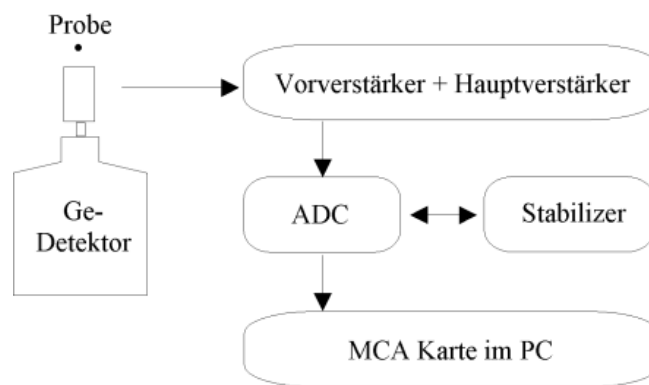 Probe
Vorverstärker + Hauptverstärker
Ge-
Detektor
ADC
Stabilizer
MCA Karte im PC